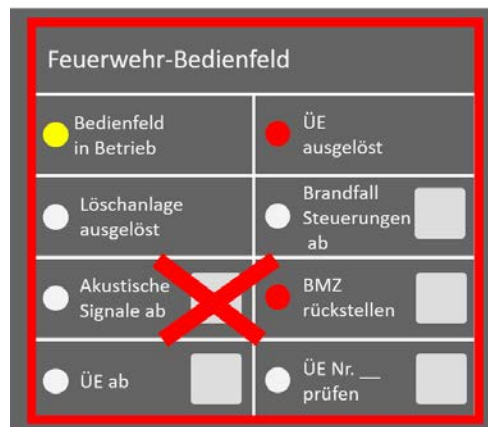 Feuerwehr-Bedienfeld
Bedienfeld
in Betrieb
ÜE
ausgelöst
Löschanlage
ausgelöst
Brandfall
Steuerungen
ab
Akustische
Signale ab
BMZ
rückstellen
ÜE ab
ÜE Nr. __
prüfen